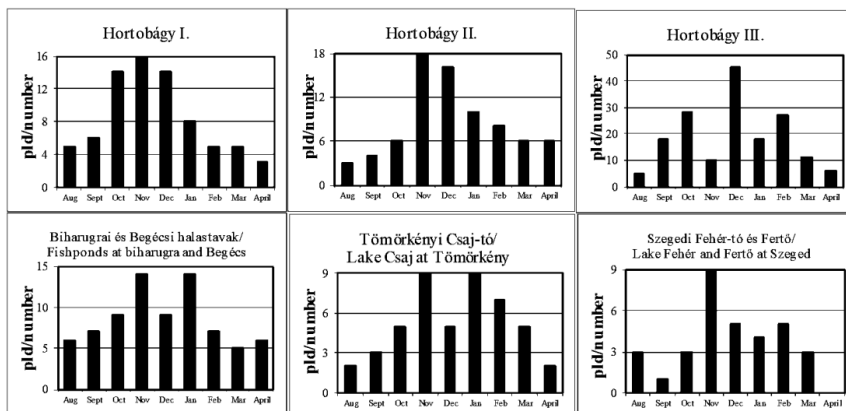 Hortobágy I.
pld/number
16
12
8
4
0
Aug Sept Oct Nov Dec Jan Feb Mar April
Hortobágy II.
pld/number
18
12
6
0
Aug Sept Oct Nov Dec Jan Feb Mar April
Hortobágy III.
pld/number
50
40
30
20
10
0
Aug Sept Oct Nov Dec Jan Feb Mar April
Biharugrai és Begécsi halastavak/
Fishponds at biharugra and Begécs
pld/number
15
10
5
0
Aug Sept Oct Nov Dec Jan Feb Mar April
Tömörkényi Csaj-tó/
Lake Csaj at Tömörkény
pld/number
9
6
3
0
Aug Sept Oct Nov Dec Jan Feb Mar April
Szegedi Fehér-tó és Fertő/
Lake Fehér and Fertő at Szeged
pld/number
9
6
3
0
Aug Sept Oct Nov Dec Jan Feb Mar April